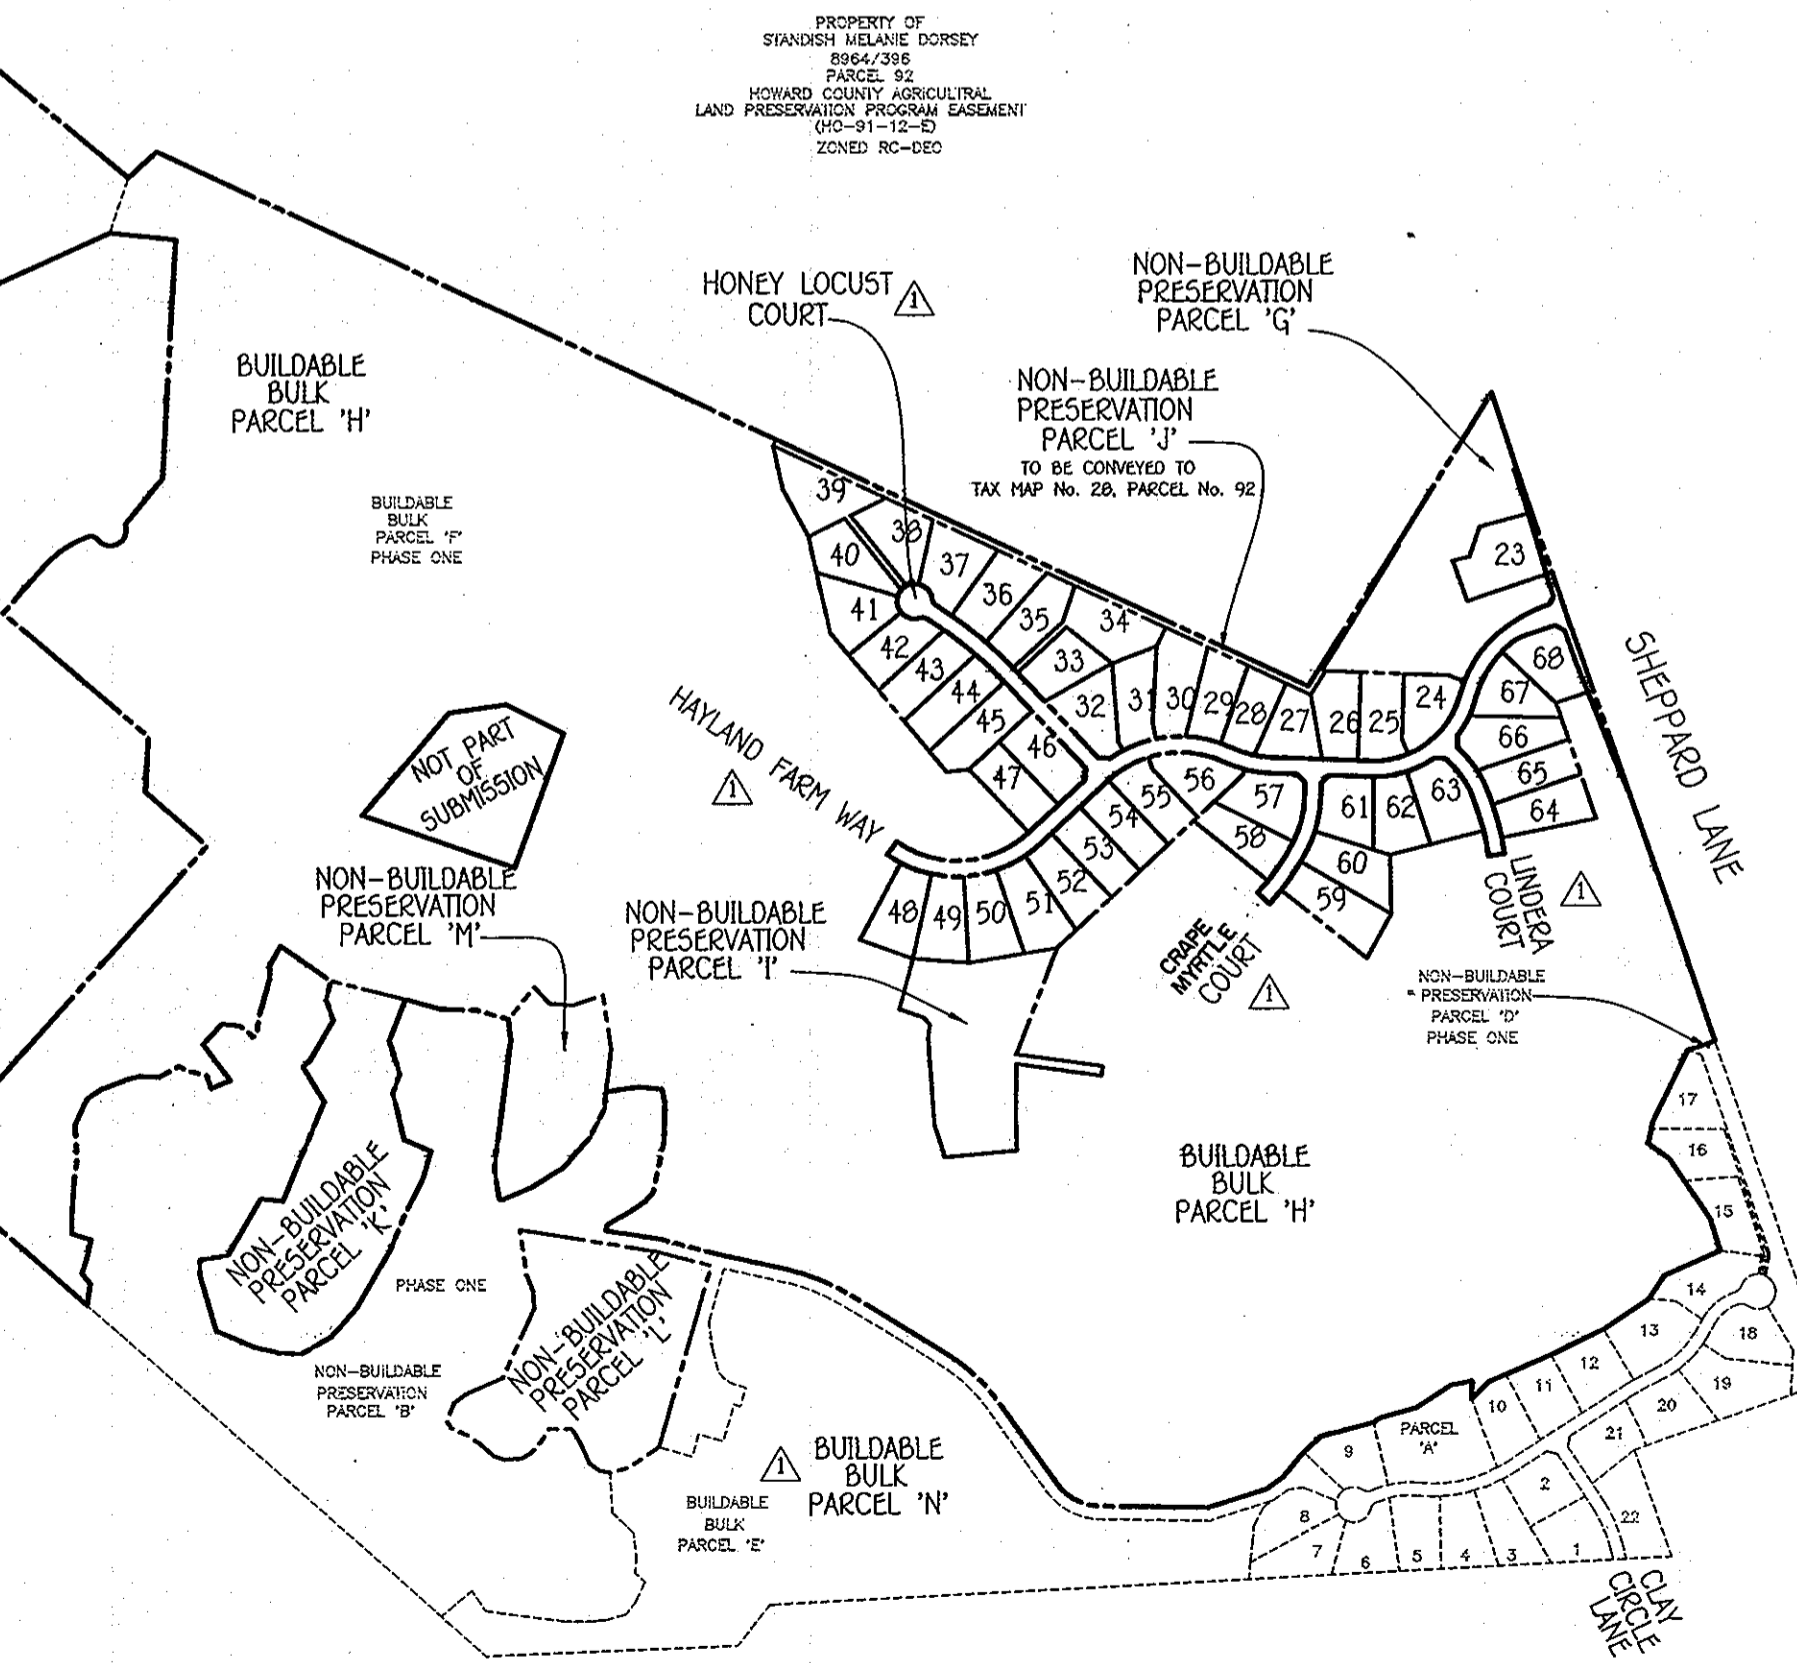 PROPERTY OF
STANDISH MELANIE DORSEY
8964/396
PARCEL 92
HOWARD COUNTY AGRICULTRAL
LAND PRESERVATION PROGRAM EASEMENT
(HO-91-12-E)
ZONED RC-DEO
HONEY LOCUST
COURT
1
NON-BUILDABLE
PRESERVATION
PARCEL 'G'
NON-BUILDABLE
PRESERVATION
PARCEL 'J'
TO BE CONVEYED TO
TAX MAP No. 28, PARCEL No. 92
BUILDABLE
BULK
PARCEL 'H'
BUILDABLE
BULK
PARCEL 'F'
PHASE ONE
39
38
40
37
36
41
35
34
42
33
43
44
32
31
30
29
28
27
26
25
24
23
68
67
66
65
64
45
46
47
56
55
54
57
53
58
52
61
62
63
60
59
51
50
49
48
SHEPPARD LANE
HAYLAND FARM WAY
1
NOT PART
OF
SUBMISSION
NON-BUILDABLE
PRESERVATION
PARCEL 'M'
NON-BUILDABLE
PRESERVATION
PARCEL 'I'
CRAPE
MYRTLE
COURT
1
LINDERA
COURT
1
NON-BUILDABLE
PRESERVATION
PARCEL 'D'
PHASE ONE
NON-BUILDABLE
PRESERVATION
PARCEL 'K'
PHASE ONE
BUILDABLE
BULK
PARCEL 'H'
NON-BUILDABLE
PRESERVATION
PARCEL 'L'
NON-BUILDABLE
PRESERVATION
PARCEL 'B'
1
BUILDABLE
BULK
PARCEL 'N'
BUILDABLE
BULK
PARCEL 'E'
17
16
15
14
13
18
12
19
11
20
10
21
PARCEL
'A'
9
2
8
22
7
6
5
4
3
1
CLAY
CIRCLE
LANE